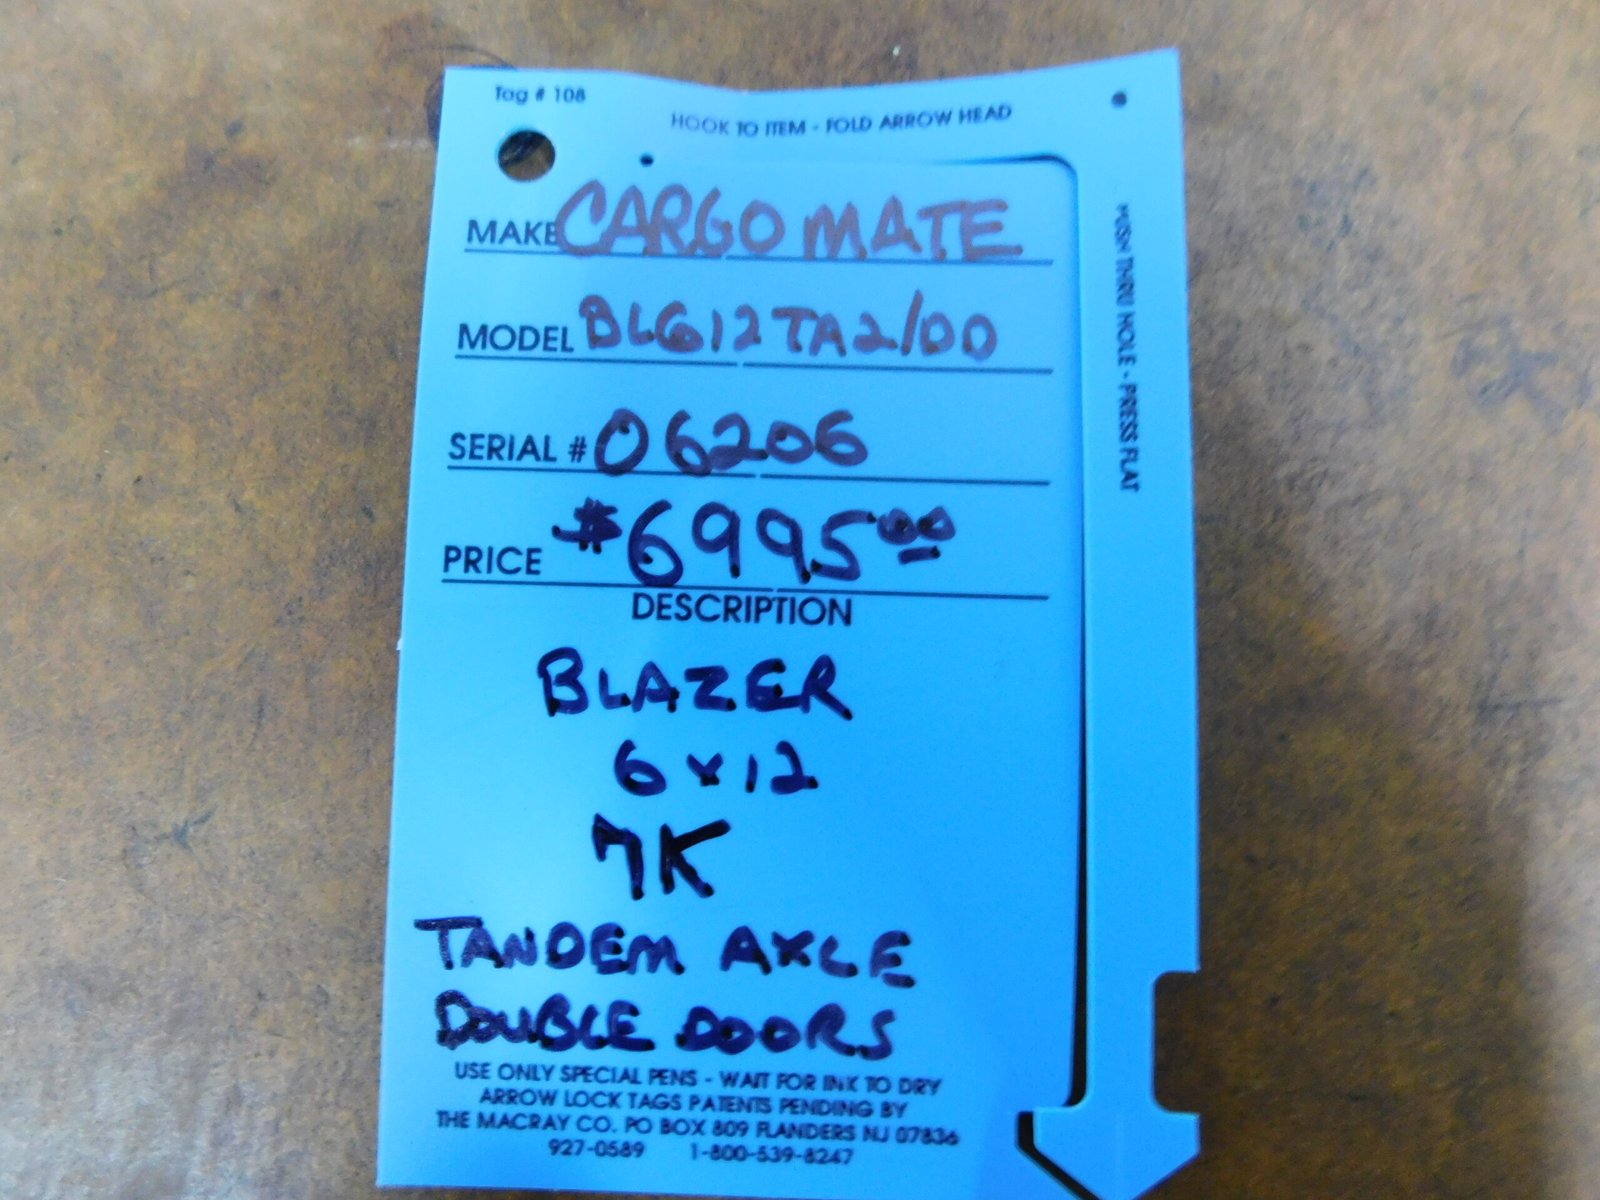 Tag # 108
HOOK TO ITEM - FOLD ARROW HEAD
PUSH THRU HOLE - PRESS FLAT
MAKE CARGO MATE
MODEL BL612TA2/DD
SERIAL # 06206
PRICE $6995.00
DESCRIPTION
BLAZER
6x12
7K
TANDEM AXLE
DOUBLE DOORS
USE ONLY SPECIAL PENS - WAIT FOR INK TO DRY
ARROW LOCK TAGS PATENTS PENDING BY
THE MACRAY CO. PO BOX 809 FLANDERS NJ 07836
927-0589 1-800-539-8247